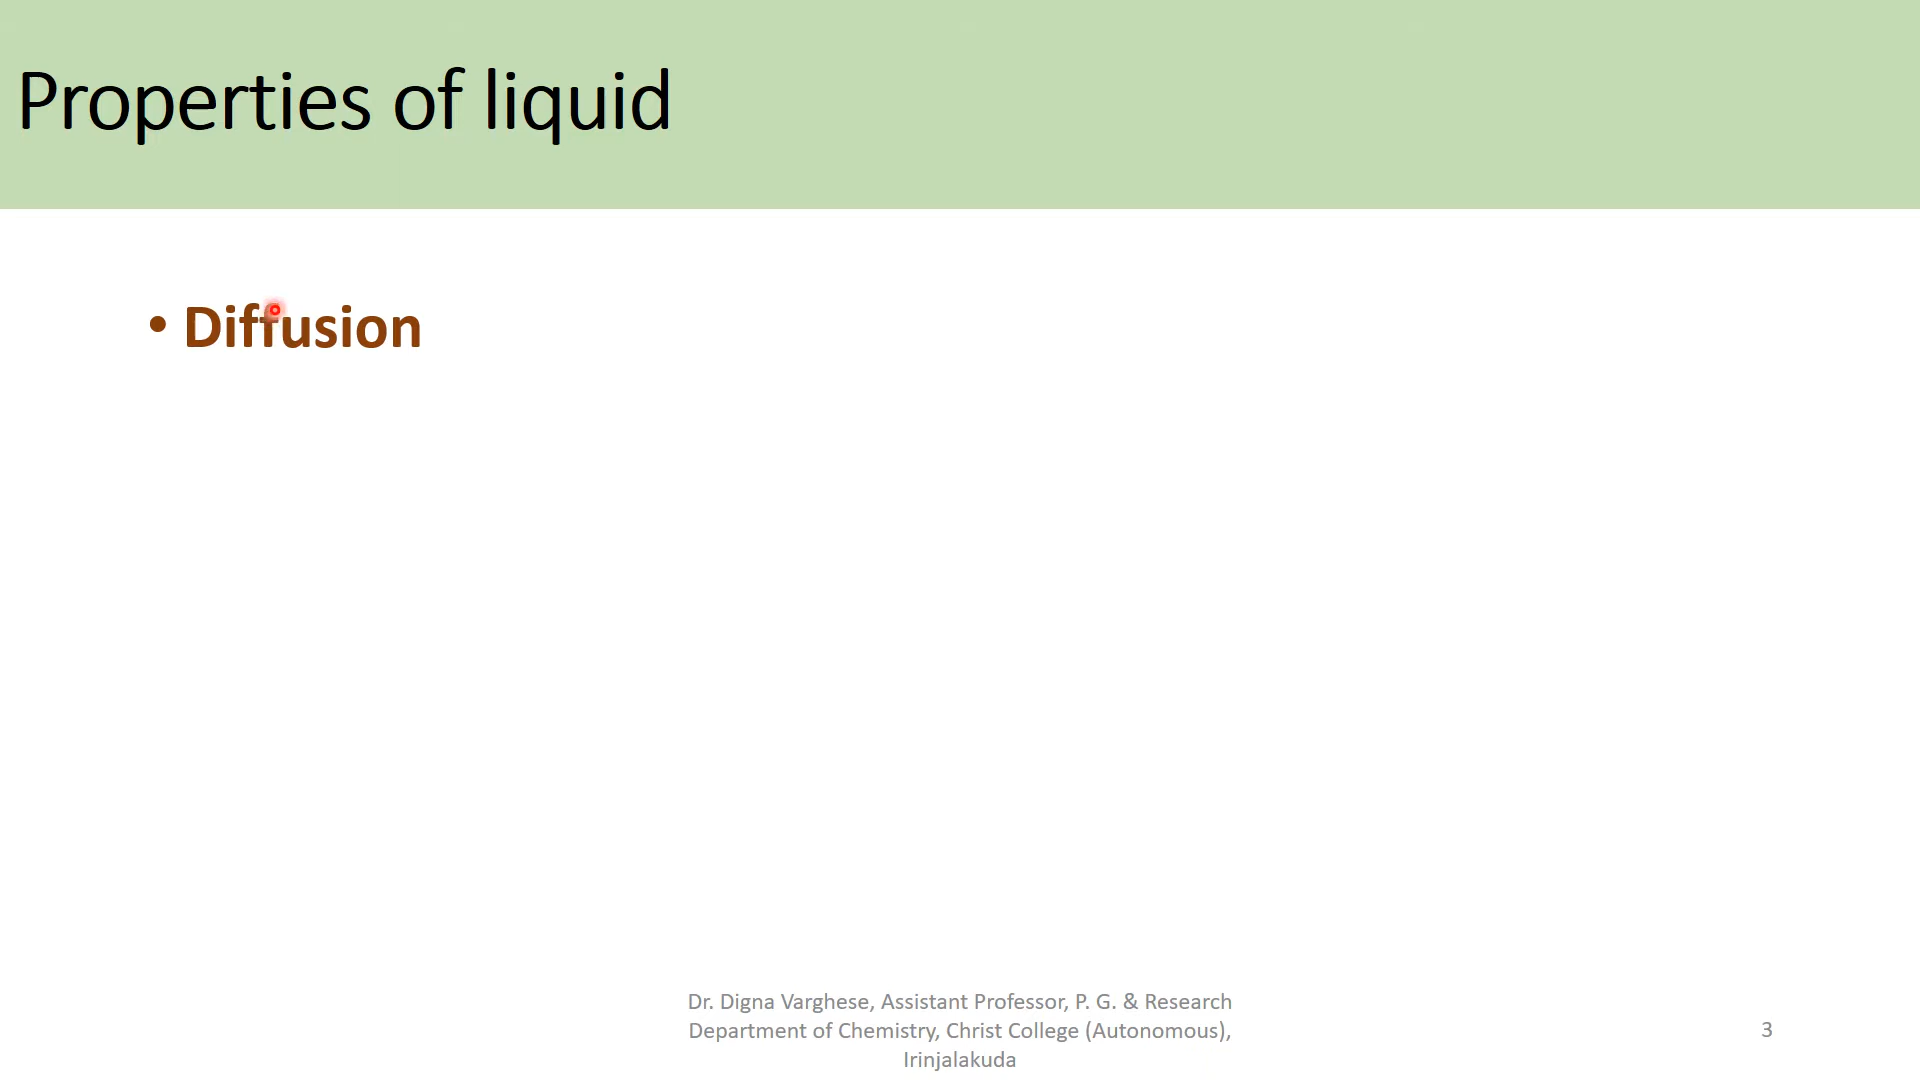 Properties of liquid
• Diffusion
Dr. Digna Varghese, Assistant Professor, P. G. & Research
Department of Chemistry, Christ College (Autonomous),
Irinjalakuda
3